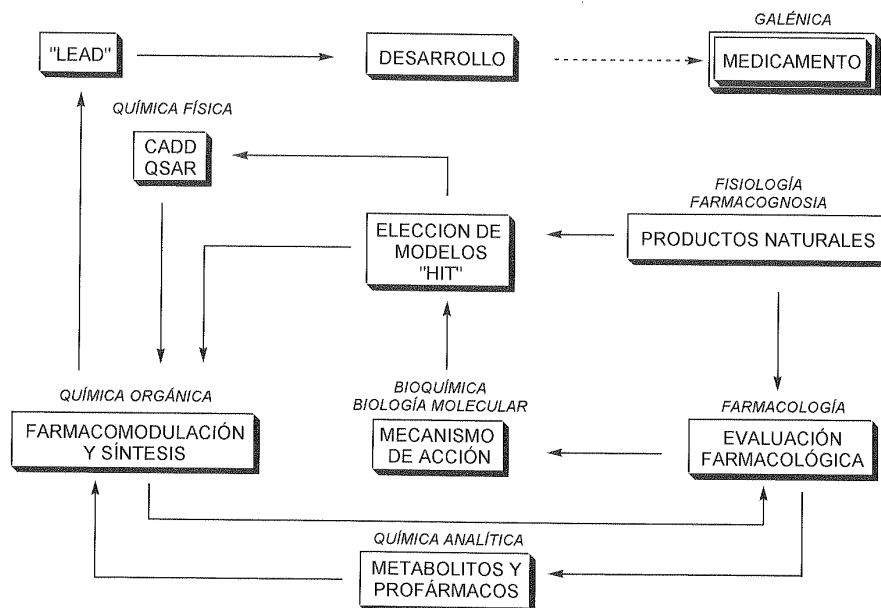 GALÉNICA
"LEAD"
DESARROLLO
MEDICAMENTO
QUÍMICA FÍSICA
CADD
QSAR
FISIOLOGÍA
FARMACOGNOSIA
ELECCION DE
MODELOS
"HIT"
PRODUCTOS NATURALES
QUÍMICA ORGÁNICA
FARMACOMODULACIÓN
Y SÍNTESIS
BIOQUÍMICA
BIOLOGÍA MOLECULAR
MECANISMO
DE ACCIÓN
FARMACOLOGÍA
EVALUACIÓN
FARMACOLÓGICA
QUÍMICA ANALÍTICA
METABOLITOS Y
PROFÁRMACOS